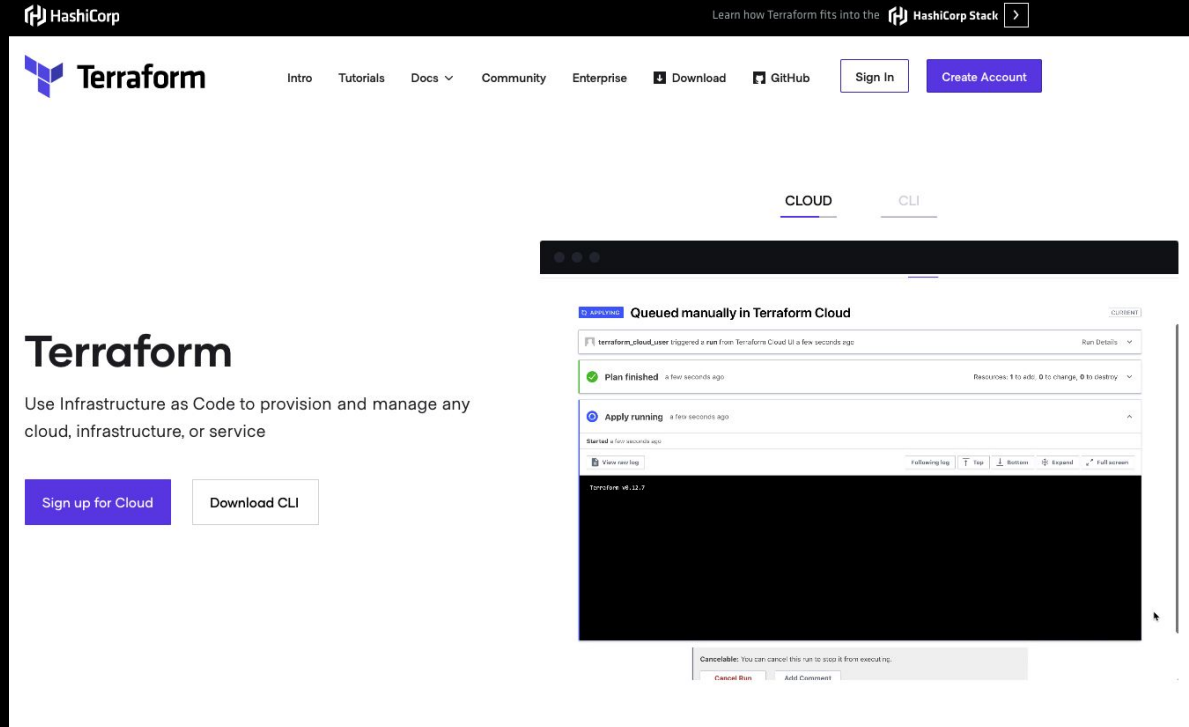 HashiCorp
Learn how Terraform fits into the HashiCorp Stack
Terraform
Intro Tutorials Docs Community Enterprise Download GitHub Sign In Create Account
CLOUD CLI
APPLYING Queued manually in Terraform Cloud CURRENT
terraform_cloud_user triggered a run from Terraform Cloud UI a few seconds ago Run Details
Plan finished a few seconds ago Resources: 1 to add, 0 to change, 0 to destroy
Apply running a few seconds ago
Started a few seconds ago
View raw log Following log Top Bottom Expand Full screen
Terraform v0.12.7
Cancelable: You can cancel this run to stop it from executing.
Cancel Run Add Comment
Terraform
Use Infrastructure as Code to provision and manage any
cloud, infrastructure, or service
Sign up for Cloud Download CLI